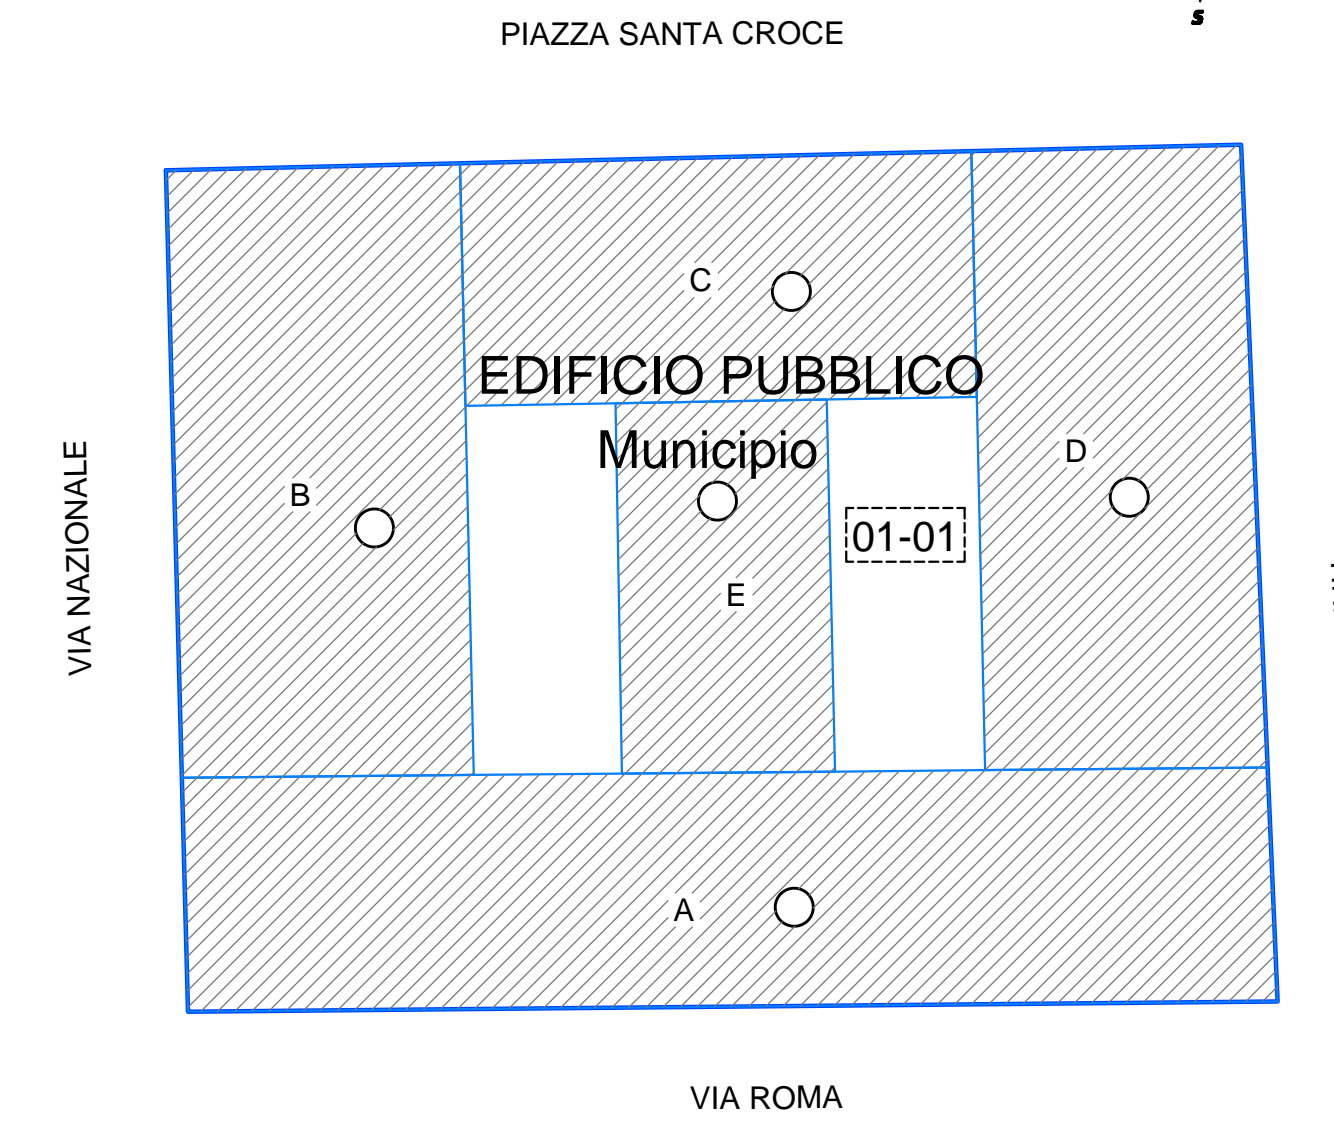 s
PIAZZA SANTA CROCE
C
EDIFICIO PUBBLICO
Municipio
D
B
01-01
VIA NAZIONALE
E
A
VIA ROMA